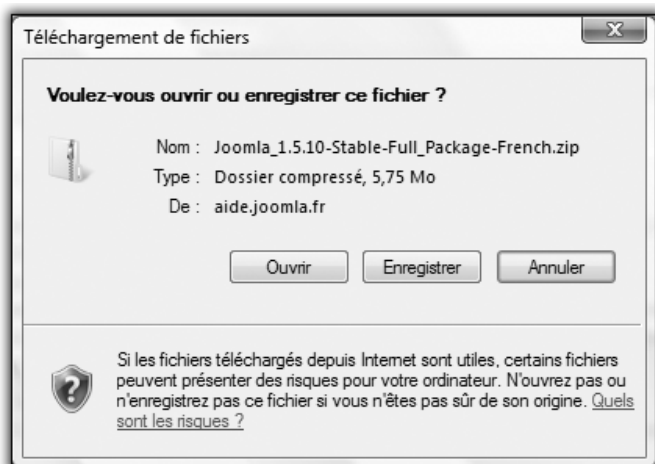 Téléchargement de fichiers
Voulez-vous ouvrir ou enregistrer ce fichier ?
Nom : Joomla_1.5.10-Stable-Full_Package-French.zip
Type : Dossier compressé, 5,75 Mo
De : aide.joomla.fr
Ouvrir Enregistrer Annuler
Si les fichiers téléchargés depuis Internet sont utiles, certains fichiers
peuvent présenter des risques pour votre ordinateur. N'ouvrez pas ou
n'enregistrez pas ce fichier si vous n'êtes pas sûr de son origine. Quels
sont les risques ?